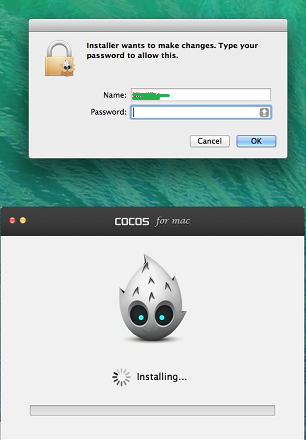 Installer wants to make changes. Type your
password to allow this.
Name:
Password:
Cancel
OK
COCOS for mac
Installing...